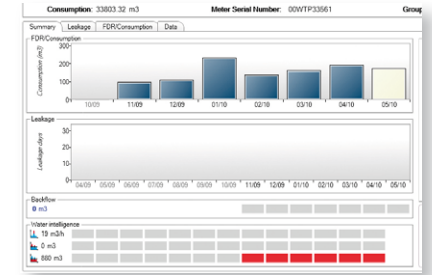 Consumption: 33803.32 m3 Meter Serial Number: 00WTP33561 Group
Summary Leakage FDR/Consumption Data
FDR/Consumption
Consumption (m3)
300
200
100
0
10/09 11/09 12/09 01/10 02/10 03/10 04/10 05/10
Leakage
Leakage days
30
20
10
04/09 05/09 06/09 07/09 08/09 09/09 10/09 11/09 12/09 01/10 02/10 03/10 04/10 05/10
Backflow
0 m3
Water intelligence
19 m3/h
0 m3
880 m3